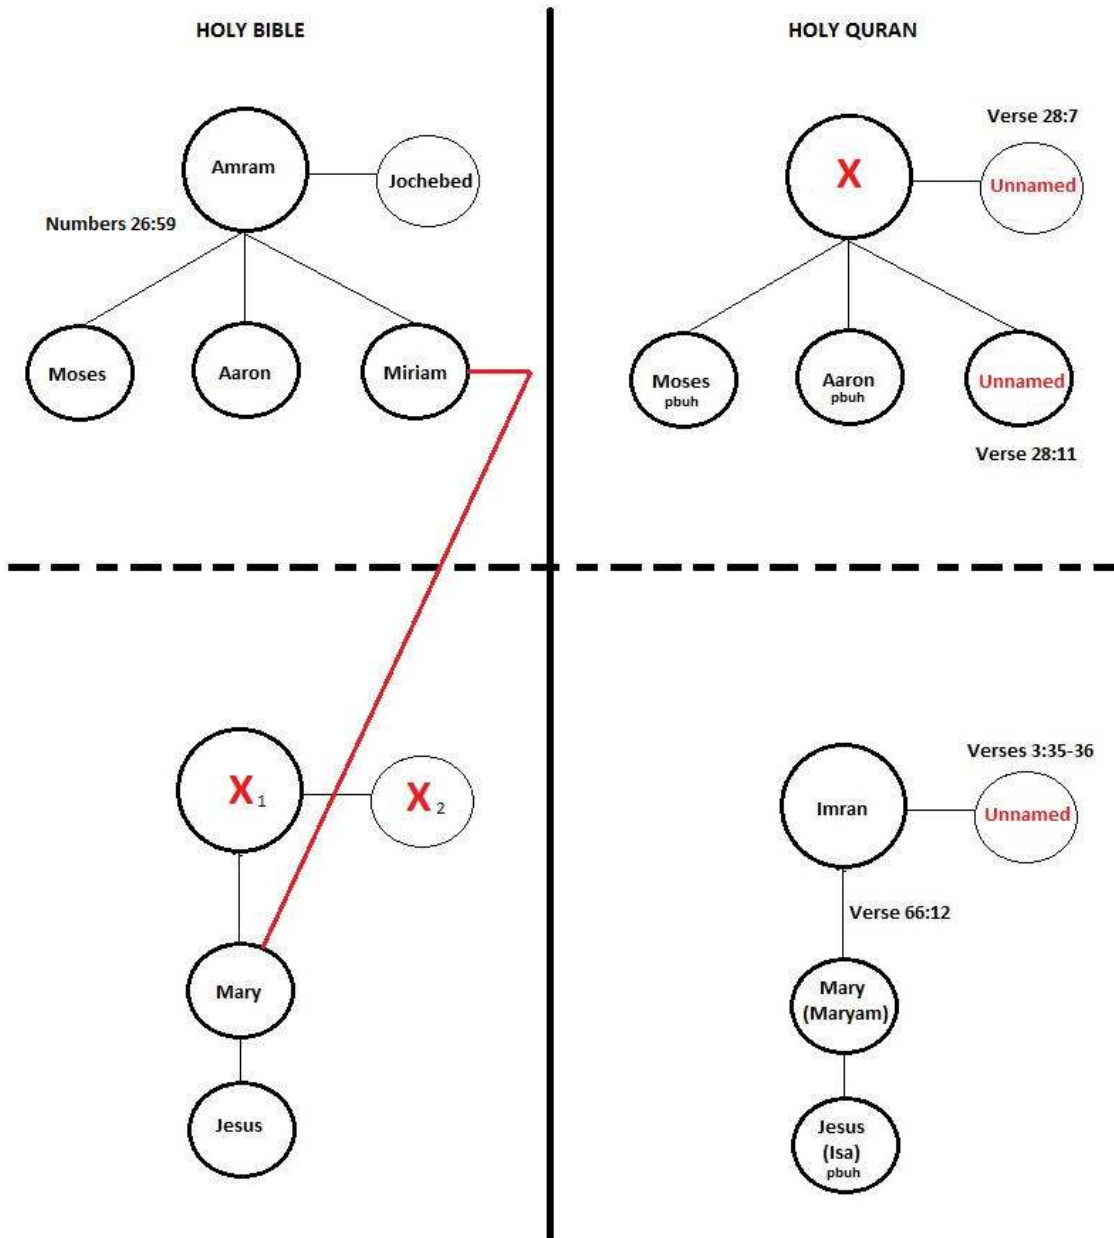 HOLY BIBLE
Amram
Jochebed
Numbers 26:59
Moses
Aaron
Miriam
X 1
X 2
Mary
Jesus
HOLY QURAN
Verse 28:7
X
Unnamed
Moses
pbuh
Aaron
pbuh
Unnamed
Verse 28:11
Verses 3:35-36
Imran
Unnamed
Verse 66:12
Mary
(Maryam)
Jesus
(Isa)
pbuh